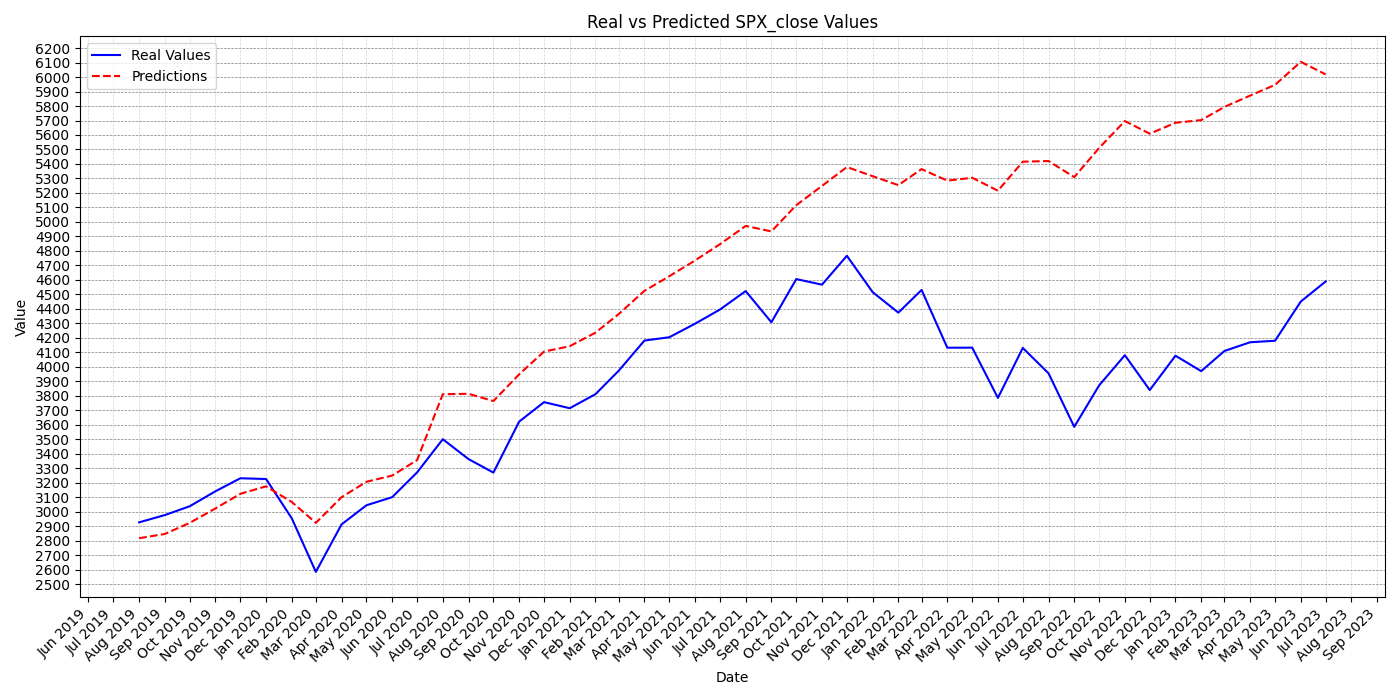 Real vs Predicted SPX_close Values
Real Values
Predictions
6200
6100
6000
5900
5800
5700
5600
5500
5400
5300
5200
5100
5000
4900
4800
4700
4600
4500
4400
4300
4200
4100
4000
3900
3800
3700
3600
3500
3400
3300
3200
3100
3000
2900
2800
2700
2600
2500
Value
Jun 2019
Jul 2019
Aug 2019
Sep 2019
Oct 2019
Nov 2019
Dec 2019
Jan 2020
Feb 2020
Mar 2020
Apr 2020
May 2020
Jun 2020
Jul 2020
Aug 2020
Sep 2020
Oct 2020
Nov 2020
Dec 2020
Jan 2021
Feb 2021
Mar 2021
Apr 2021
May 2021
Jun 2021
Jul 2021
Aug 2021
Sep 2021
Oct 2021
Nov 2021
Dec 2021
Jan 2022
Feb 2022
Mar 2022
Apr 2022
May 2022
Jun 2022
Jul 2022
Aug 2022
Sep 2022
Oct 2022
Nov 2022
Dec 2022
Jan 2023
Feb 2023
Mar 2023
Apr 2023
May 2023
Jun 2023
Jul 2023
Aug 2023
Sep 2023
Date